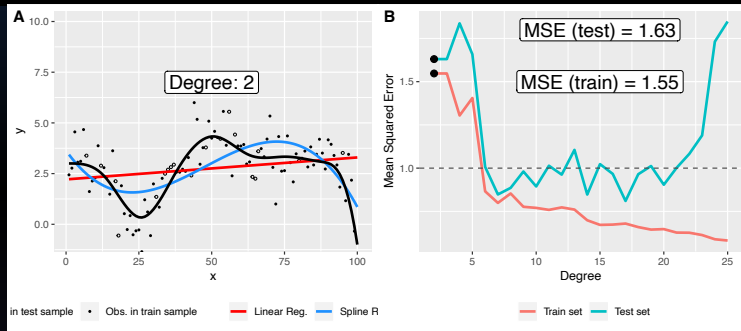 A
10.0
7.5
5.0
2.5
0.0
y
Degree: 2
0 25 50 75 100
x
in test sample Obs. in train sample Linear Reg. Spline R
B
MSE (test) = 1.63
MSE (train) = 1.55
1.5
1.0
Mean Squared Error
5 10 15 20 25
Degree
Train set Test set